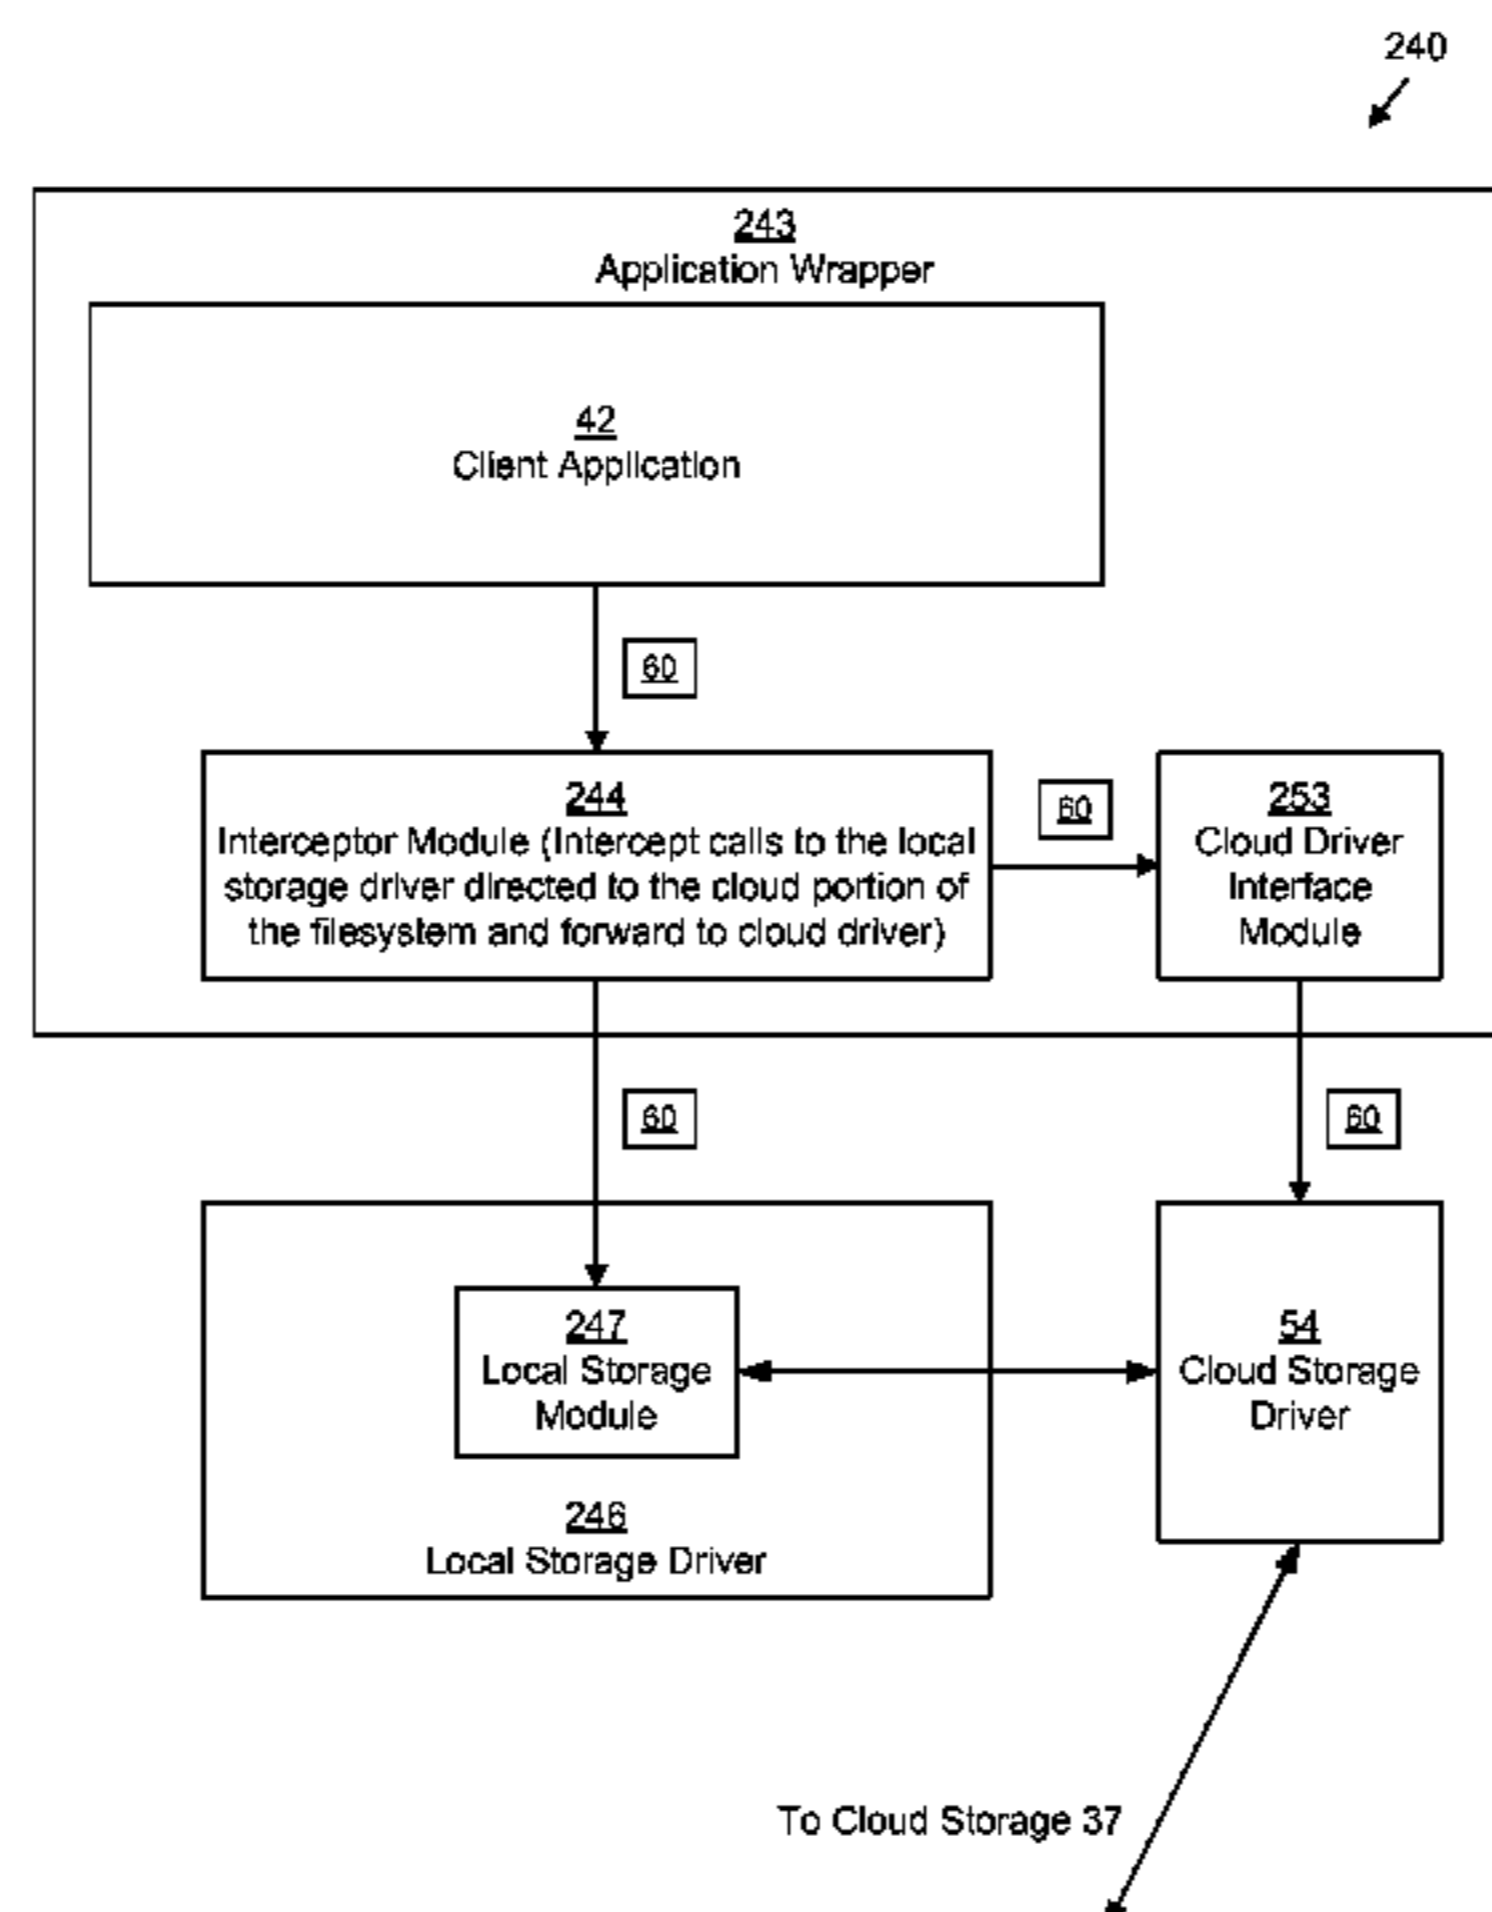 240
243
Application Wrapper
42
Client Application
60
244
Interceptor Module (Intercept calls to the local
storage driver directed to the cloud portion of
the filesystem and forward to cloud driver)
60
253
Cloud Driver
Interface
Module
60
60
247
Local Storage
Module
54
Cloud Storage
Driver
246
Local Storage Driver
To Cloud Storage 37